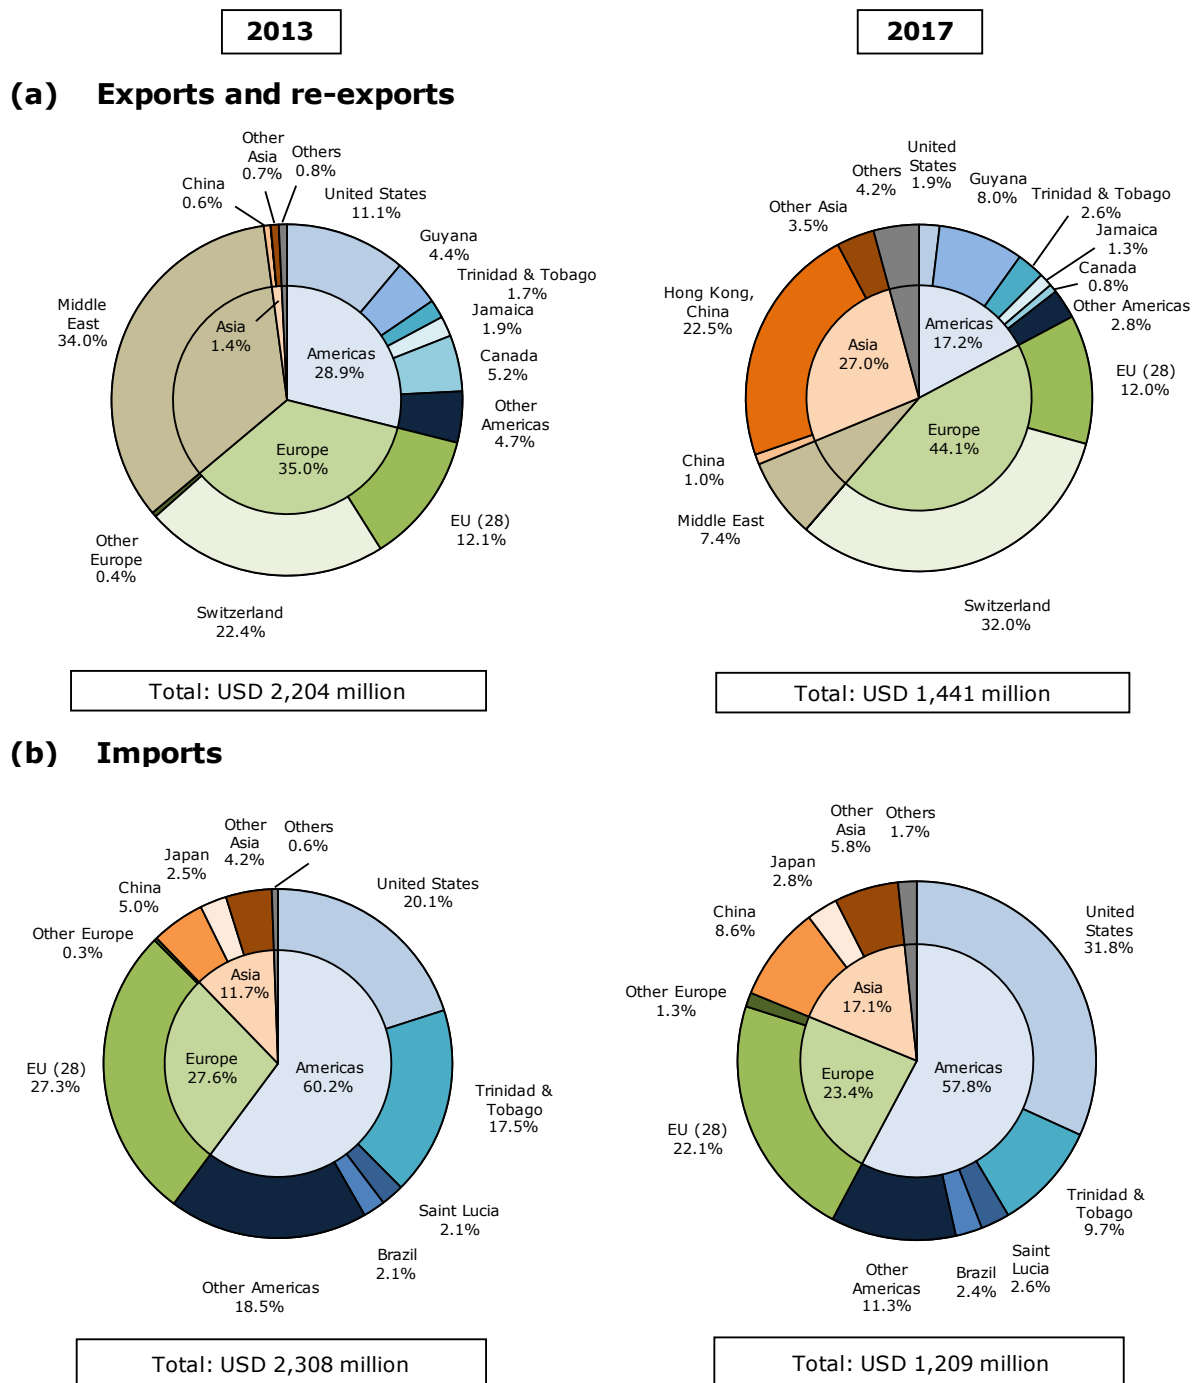 2013
2017
(a) Exports and re-exports
Other
Asia
0.7%
Others
0.8%
China
0.6%
United States
11.1%
Guyana
4.4%
Trinidad & Tobago
1.7%
Jamaica
1.9%
Canada
5.2%
Other
Americas
4.7%
EU (28)
12.1%
Switzerland
22.4%
Other
Europe
0.4%
Middle
East
34.0%
Asia
1.4%
Americas
28.9%
Europe
35.0%
Total: USD 2,204 million
United
States
1.9%
Guyana
8.0%
Trinidad & Tobago
2.6%
Jamaica
1.3%
Canada
0.8%
Other Americas
2.8%
EU (28)
12.0%
Switzerland
32.0%
Middle East
7.4%
China
1.0%
Hong Kong,
China
22.5%
Other Asia
3.5%
Others
4.2%
Americas
17.2%
Asia
27.0%
Europe
44.1%
Total: USD 1,441 million
(b) Imports
Other
Asia
4.2%
Others
0.6%
Japan
2.5%
China
5.0%
Other Europe
0.3%
United States
20.1%
EU (28)
27.3%
Asia
11.7%
Europe
27.6%
Americas
60.2%
Trinidad &
Tobago
17.5%
Saint Lucia
2.1%
Brazil
2.1%
Other Americas
18.5%
Total: USD 2,308 million
Other
Asia
5.8%
Others
1.7%
Japan
2.8%
China
8.6%
Other Europe
1.3%
United
States
31.8%
EU (28)
22.1%
Asia
17.1%
Europe
23.4%
Americas
57.8%
Trinidad &
Tobago
9.7%
Saint
Lucia
2.6%
Brazil
2.4%
Other
Americas
11.3%
Total: USD 1,209 million